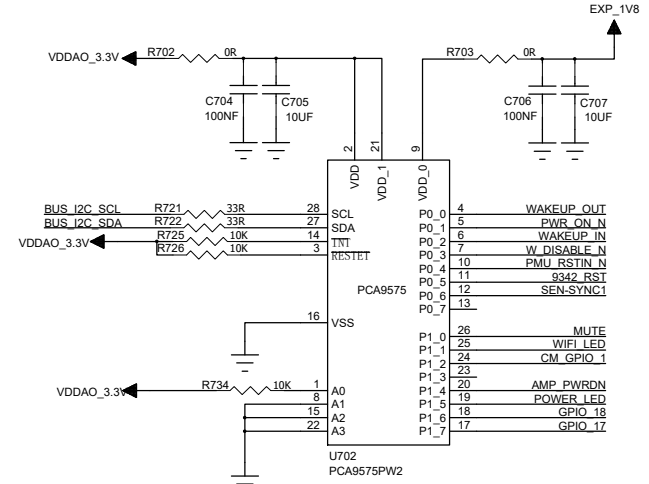 EXP_1V8
VDDAO_3.3V R702 0R R703 0R
C704 C705 C706 C707
100NF 10UF 100NF 10UF
2 21 9
VDD VDD_1 VDD_0
BUS_I2C_SCL R721 33R 28 SCL P0_0 4 WAKEUP_OUT
BUS_I2C_SDA R722 33R 27 SDA P0_1 5 PWR_ON_N
VDDAO_3.3V R725 10K 14 INI P0_2 6 WAKEUP_IN
R726 10K 3 RESTET P0_3 7 W_DISABLE_N
P0_4 10 PMU_RSTIN_N
PCA9575 P0_5 11 9342_RST
P0_6 12 SEN-SYNC1
P0_7 13
16 VSS
P1_0 26 MUTE
P1_1 25 WIFI_LED
P1_2 24 CM_GPIO_1
P1_3 23
VDDAO_3.3V R734 10K 1 A0 P1_4 20 AMP_PWRDN
8 A1 P1_5 19 POWER_LED
15 A2 P1_6 18 GPIO_18
22 A3 P1_7 17 GPIO_17
U702
PCA9575PW2